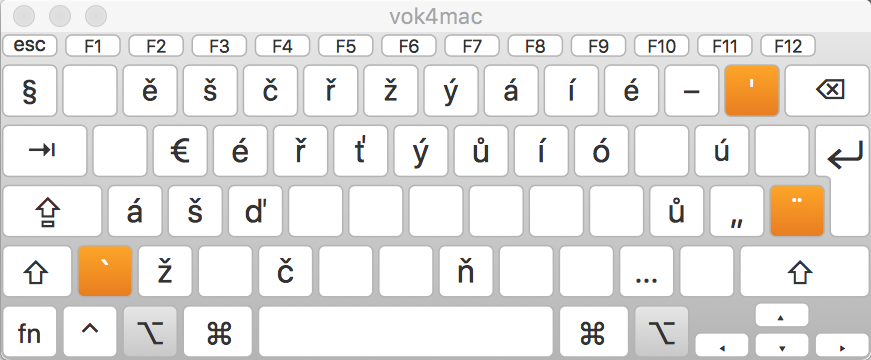 vok4mac
esc F1 F2 F3 F4 F5 F6 F7 F8 F9 F10 F11 F12
§ ě š č ř ž ý á í é – ' ⌫
⇥ € é ř ť ý ů í ó ú ↩
⇪ á š ď ů „ ¨
⇧ ` ž č ň … ⇧
fn ^ ⌥ ⌘ ⌘ ⌥ ◂ ▴ ▾ ▸